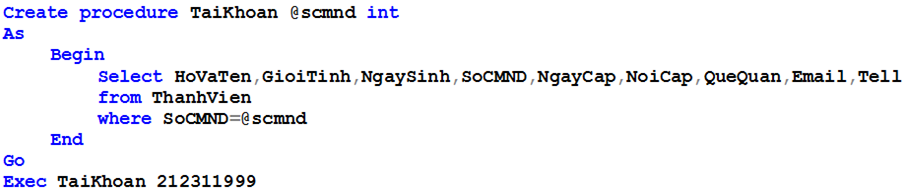 Create procedure TaiKhoan @scmnd int
As
Begin
Select HoVaTen,GioiTinh,NgaySinh,SoCMND,NgayCap,NoiCap,QueQuan,Email,Tell
from ThanhVien
where SoCMND=@scmnd
End
Go
Exec TaiKhoan 212311999